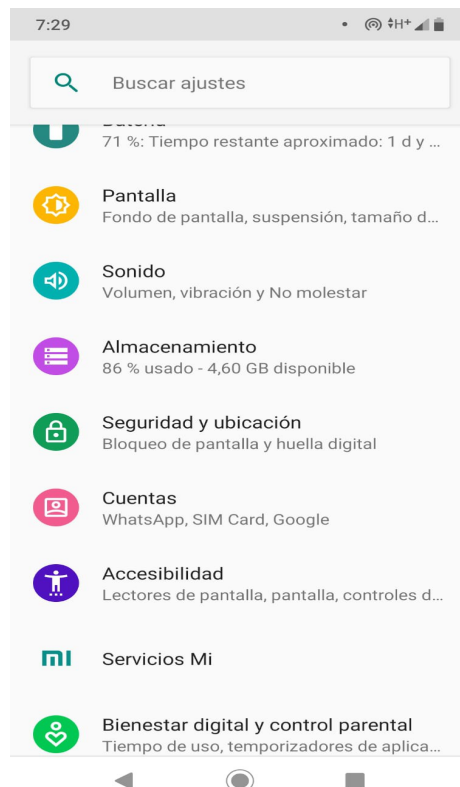 7:29
H+
Buscar ajustes
Batería
71 %: Tiempo restante aproximado: 1 d y ...
Pantalla
Fondo de pantalla, suspensión, tamaño d...
Sonido
Volumen, vibración y No molestar
Almacenamiento
86 % usado - 4,60 GB disponible
Seguridad y ubicación
Bloqueo de pantalla y huella digital
Cuentas
WhatsApp, SIM Card, Google
Accesibilidad
Lectores de pantalla, pantalla, controles d...
mi Servicios Mi
Bienestar digital y control parental
Tiempo de uso, temporizadores de aplica...